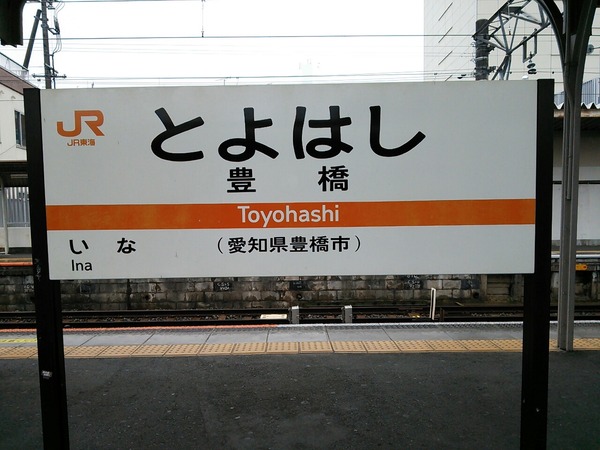 JR
JR東海
とよはし
豊橋
Toyohashi
いな
Ina
(愛知県豊橋市)